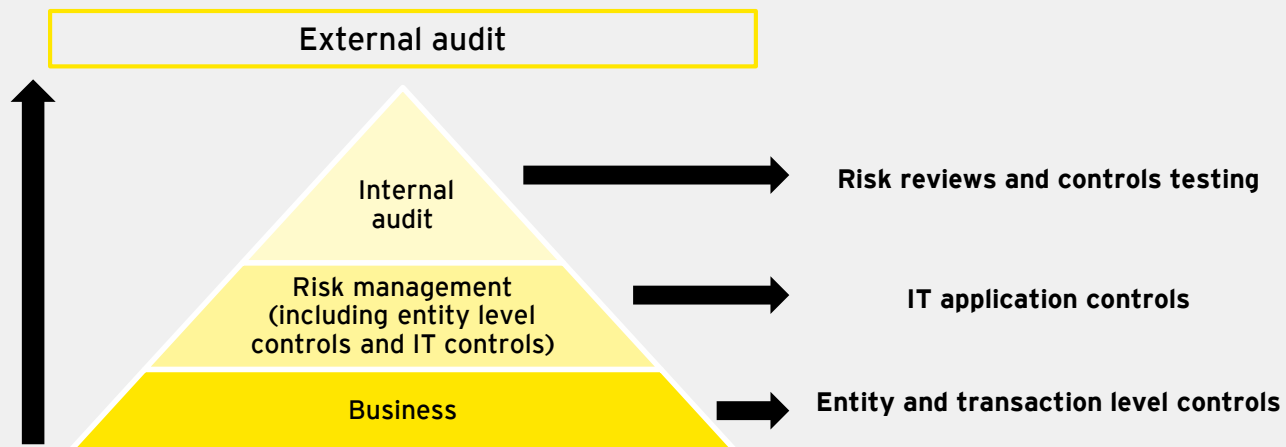 External audit
Internal
audit
Risk reviews and controls testing
Risk management
(including entity level
controls and IT controls)
IT application controls
Business
Entity and transaction level controls